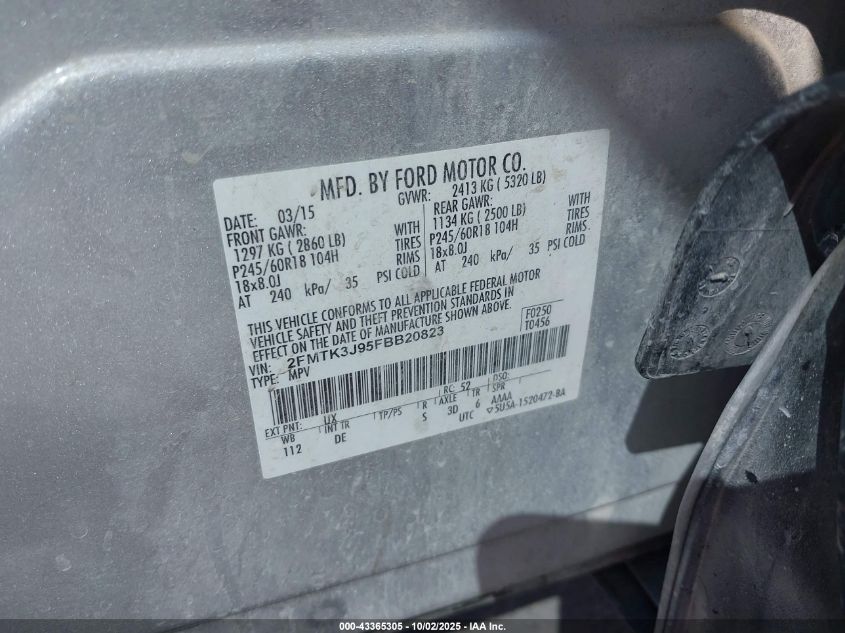 MFD. BY FORD MOTOR CO.
DATE: 03/15 GVWR: 2413 KG ( 5320 LB)
FRONT GAWR: REAR GAWR:
1297 KG ( 2860 LB) WITH 1134 KG ( 2500 LB) WITH
P245/60R18 104H TIRES P245/60R18 104H TIRES
18x8.0J RIMS 18x8.0J RIMS
AT 240 kPa/ 35 PSI COLD AT 240 kPa/ 35 PSI COLD
THIS VEHICLE CONFORMS TO ALL APPLICABLE FEDERAL MOTOR
VEHICLE SAFETY AND THEFT PREVENTION STANDARDS IN
EFFECT ON THE DATE OF MANUFACTURE SHOWN ABOVE.
VIN: 2FMTK3J95FBB20823 F0250
TYPE: MPV T0456
RC: 52 DSO:
EXT PNT: UX TP/PS R AXLE TR SPR
WB INT TR S 3D 6 AAAA
112 DE UTC 5U5A-1520472-BA
000-43365305 - 10/02/2025 - IAA Inc.